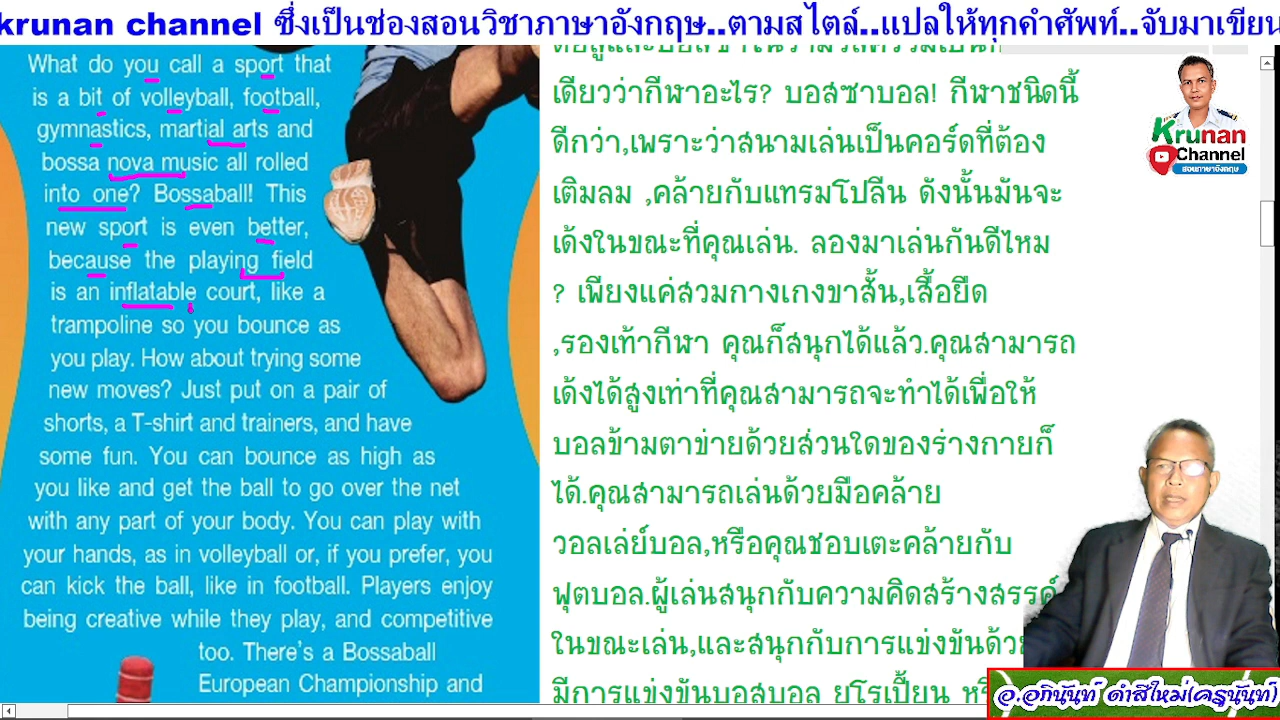 krunan channel ซึ่งเป็นช่องสอนวิชาภาษาอังกฤษ..ตามสไตล์..แปลให้ทุกคำศัพท์..จับมาเขียน
What do you call a sport that
is a bit of volleyball, football,
gymnastics, martial arts and
bossa nova music all rolled
into one? Bossaball! This
new sport is even better,
because the playing field
is an inflatable court, like a
trampoline so you bounce as
you play. How about trying some
new moves? Just put on a pair of
shorts, a T-shirt and trainers, and have
some fun. You can bounce as high as
you like and get the ball to go over the net
with any part of your body. You can play with
your hands, as in volleyball or, if you prefer, you
can kick the ball, like in football. Players enjoy
being creative while they play, and competitive
too. There's a Bossaball
European Championship and
เดียวว่ากีฬาอะไร? บอสซาบอล! กีฬาชนิดนี้
ดีกว่า,เพราะว่าสนามเล่นเป็นคอร์ดที่ต้อง
เติมลม ,คล้ายกับแทรมโปลีน ดังนั้นมันจะ
เด้งในขณะที่คุณเล่น. ลองมาเล่นกันดีไหม
? เพียงแค่สวมกางเกงขาสั้น,เสื้อยืด
,รองเท้ากีฬา คุณก็สนุกได้แล้ว.คุณสามารถ
เด้งได้สูงเท่าที่คุณสามารถจะทำได้เพื่อให้
บอลข้ามตาข่ายด้วยส่วนใดของร่างกายก็
ได้.คุณสามารถเล่นด้วยมือคล้าย
วอลเล่ย์บอล,หรือคุณชอบเตะคล้ายกับ
ฟุตบอล.ผู้เล่นสนุกกับความคิดสร้างสรรค์
ในขณะเล่น,และสนุกกับการแข่งขันด้วย
มีการแข่งขันบอสบอล ยุโรเปี้ยน
Krunan
Channel
สอนภาษาอังกฤษ
อ.อภินันท์ ดำสีใหม่(ครูนันท์)